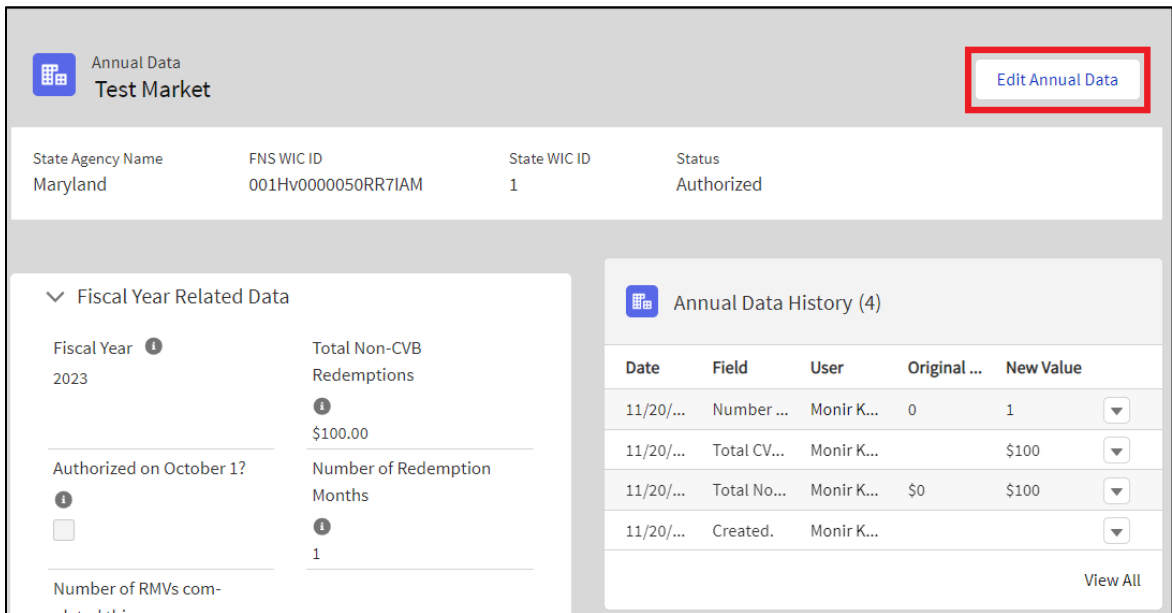 Annual Data
Test Market
Edit Annual Data
State Agency Name
Maryland
FNS WIC ID
001Hv0000050RR7IAM
State WIC ID
1
Status
Authorized
Fiscal Year Related Data
Fiscal Year
2023
Total Non-CVB
Redemptions
$100.00
Authorized on October 1?
Number of Redemption
Months
1
Number of RMVs com-
Annual Data History (4)
Date Field User Original ... New Value
11/20/... Number ... Monir K... 0 1
11/20/... Total CV... Monir K... $100
11/20/... Total No... Monir K... $0 $100
11/20/... Created. Monir K...
View All